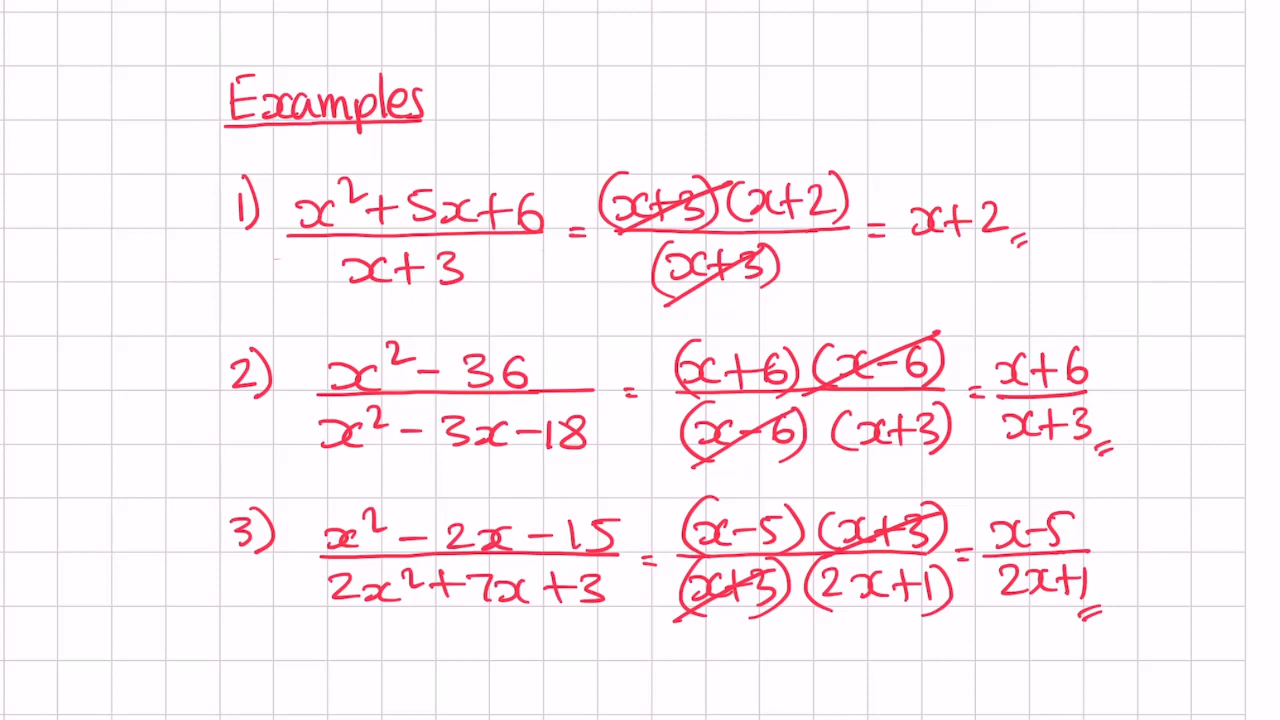 Examples
1) x²+5x+6 / x+3 = (x+3)(x+2) / (x+3) = x+2
2) x²-36 / x²-3x-18 = (x+6)(x-6) / (x-6)(x+3) = x+6 / x+3
3) x²-2x-15 / 2x²+7x+3 = (x-5)(x+3) / (x+3)(2x+1) = x-5 / 2x+1